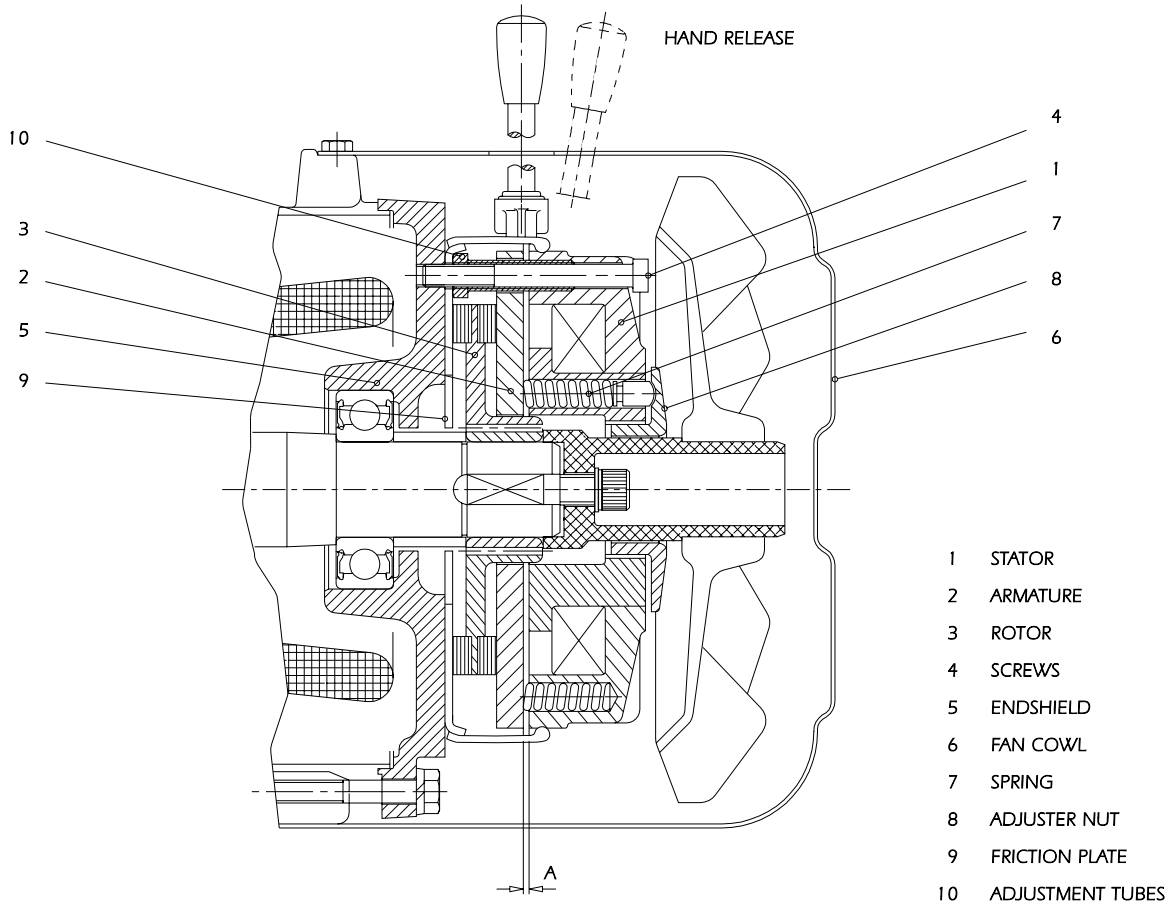 HAND RELEASE
10
3
2
5
9
4
1
7
8
6
A
1 STATOR
2 ARMATURE
3 ROTOR
4 SCREWS
5 ENDSHIELD
6 FAN COWL
7 SPRING
8 ADJUSTER NUT
9 FRICTION PLATE
10 ADJUSTMENT TUBES